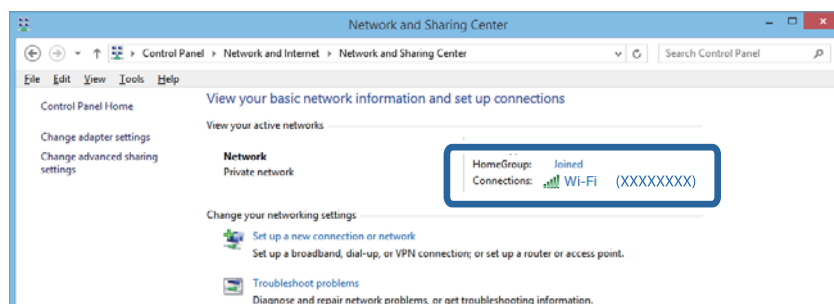 Network and Sharing Center
Control Panel Network and Internet Network and Sharing Center Search Control Panel
File Edit View Tools Help
Control Panel Home
Change adapter settings
Change advanced sharing
settings
View your basic network information and set up connections
View your active networks
Network
Private network
HomeGroup: Joined
Connections: Wi-Fi (XXXXXXXX)
Change your networking settings
Set up a new connection or network
Set up a broadband, dial-up, or VPN connection; or set up a router or access point.
Troubleshoot problems
Diagnose and repair network problems, or get troubleshooting information.